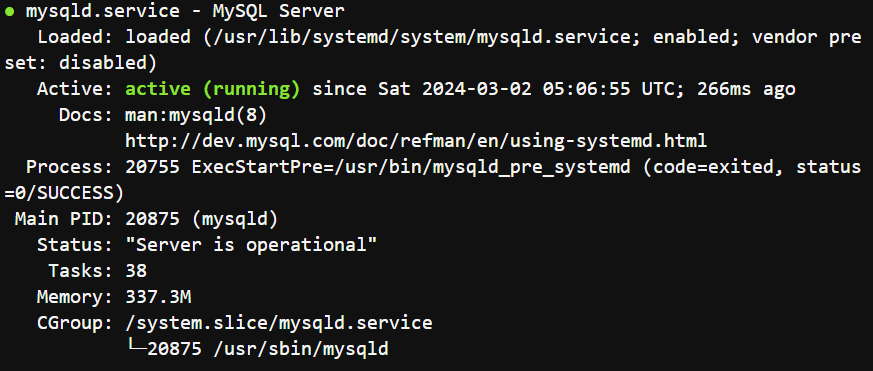 ● mysqld.service - MySQL Server
Loaded: loaded (/usr/lib/systemd/system/mysqld.service; enabled; vendor pre
set: disabled)
Active: active (running) since Sat 2024-03-02 05:06:55 UTC; 266ms ago
Docs: man:mysqld(8)
http://dev.mysql.com/doc/refman/en/using-systemd.html
Process: 20755 ExecStartPre=/usr/bin/mysqld_pre_systemd (code=exited, status
=0/SUCCESS)
Main PID: 20875 (mysqld)
Status: "Server is operational"
Tasks: 38
Memory: 337.3M
CGroup: /system.slice/mysqld.service
└─20875 /usr/sbin/mysqld